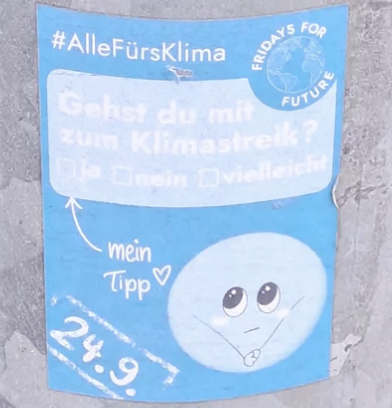 #AlleFürsKlima
FRIDAYS FOR
FUTURE
Gehst du mit
zum Klimastreik?
☐ja ☐nein ☐vielleicht
mein
Tipp♡
24.9.